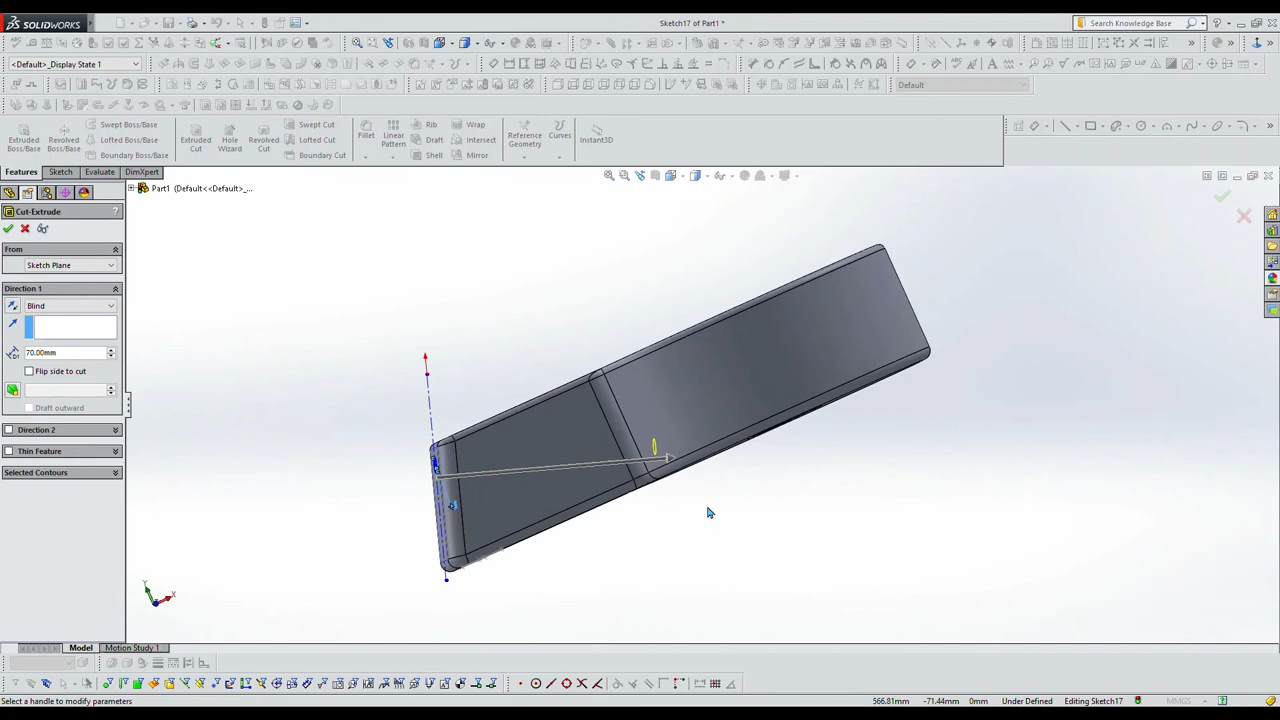 SOLIDWORKS
Sketch17 of Part1 *
Search Knowledge Base
<Default>_Display State 1
Default
Extruded Boss/Base
Revolved Boss/Base
Swept Boss/Base
Lofted Boss/Base
Boundary Boss/Base
Extruded Cut
Hole Wizard
Revolved Cut
Swept Cut
Lofted Cut
Boundary Cut
Fillet
Linear Pattern
Rib
Draft
Shell
Wrap
Intersect
Mirror
Reference Geometry
Curves
Instant3D
Features
Sketch
Evaluate
DimXpert
Part1 (Default<<Default>_...
Cut-Extrude
From
Sketch Plane
Direction 1
Blind
70.00mm
Flip side to cut
Draft outward
Direction 2
Thin Feature
Selected Contours
Y
X
Model
Motion Study 1
Select a handle to modify parameters
566.81mm
-71.44mm
0mm
Under Defined
Editing Sketch17
MMGS